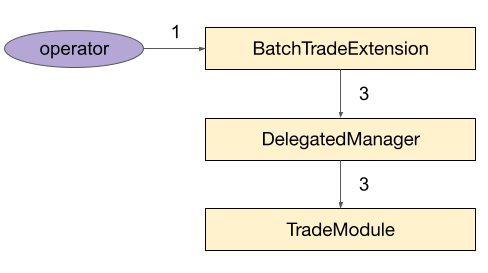 operator
1
BatchTradeExtension
3
DelegatedManager
3
TradeModule